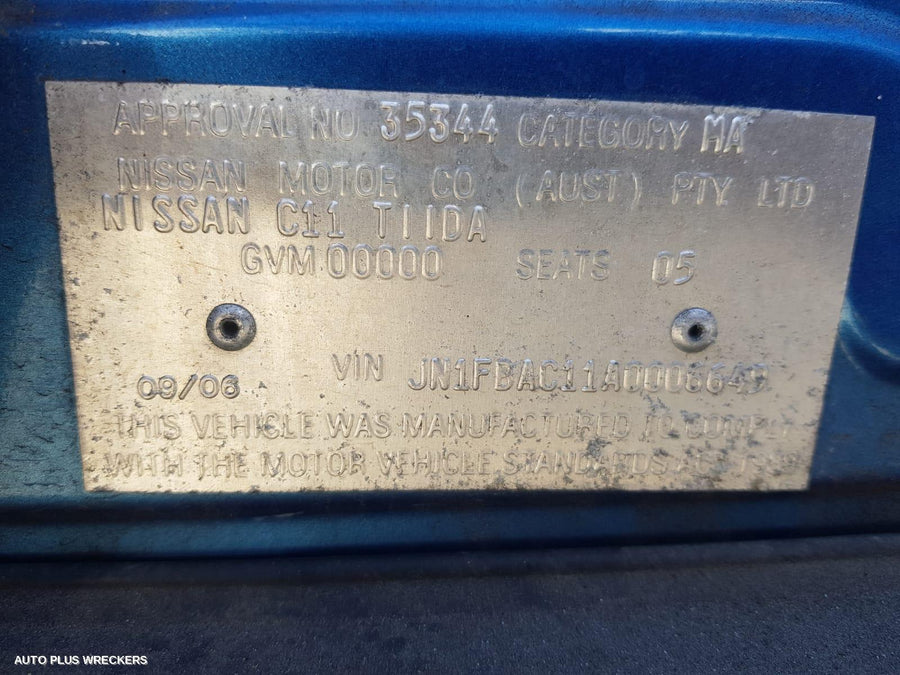 APPROVAL NO 35344 CATEGORY MA
NISSAN MOTOR CO (AUST) PTY LTD
NISSAN C11 TIIDA
GVM 00000 SEATS 05
09/06 VIN
THIS VEHICLE WAS MANUFACTURED TO COMPLY
WITH THE MOTOR VEHICLE STANDARDS ACT 1989
AUTO PLUS WRECKERS